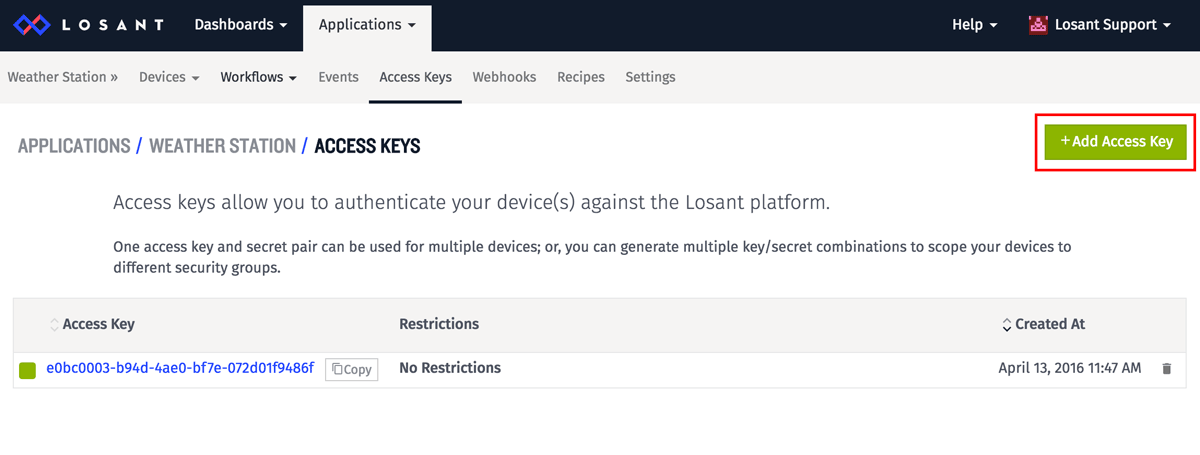 LOSANT Dashboards Applications Help Losant Support
Weather Station » Devices Workflows Events Access Keys Webhooks Recipes Settings
APPLICATIONS / WEATHER STATION / ACCESS KEYS
+Add Access Key
Access keys allow you to authenticate your device(s) against the Losant platform.
One access key and secret pair can be used for multiple devices; or, you can generate multiple key/secret combinations to scope your devices to
different security groups.
Access Key Restrictions Created At
e0bc0003-b94d-4ae0-bf7e-072d01f9486f Copy No Restrictions April 13, 2016 11:47 AM